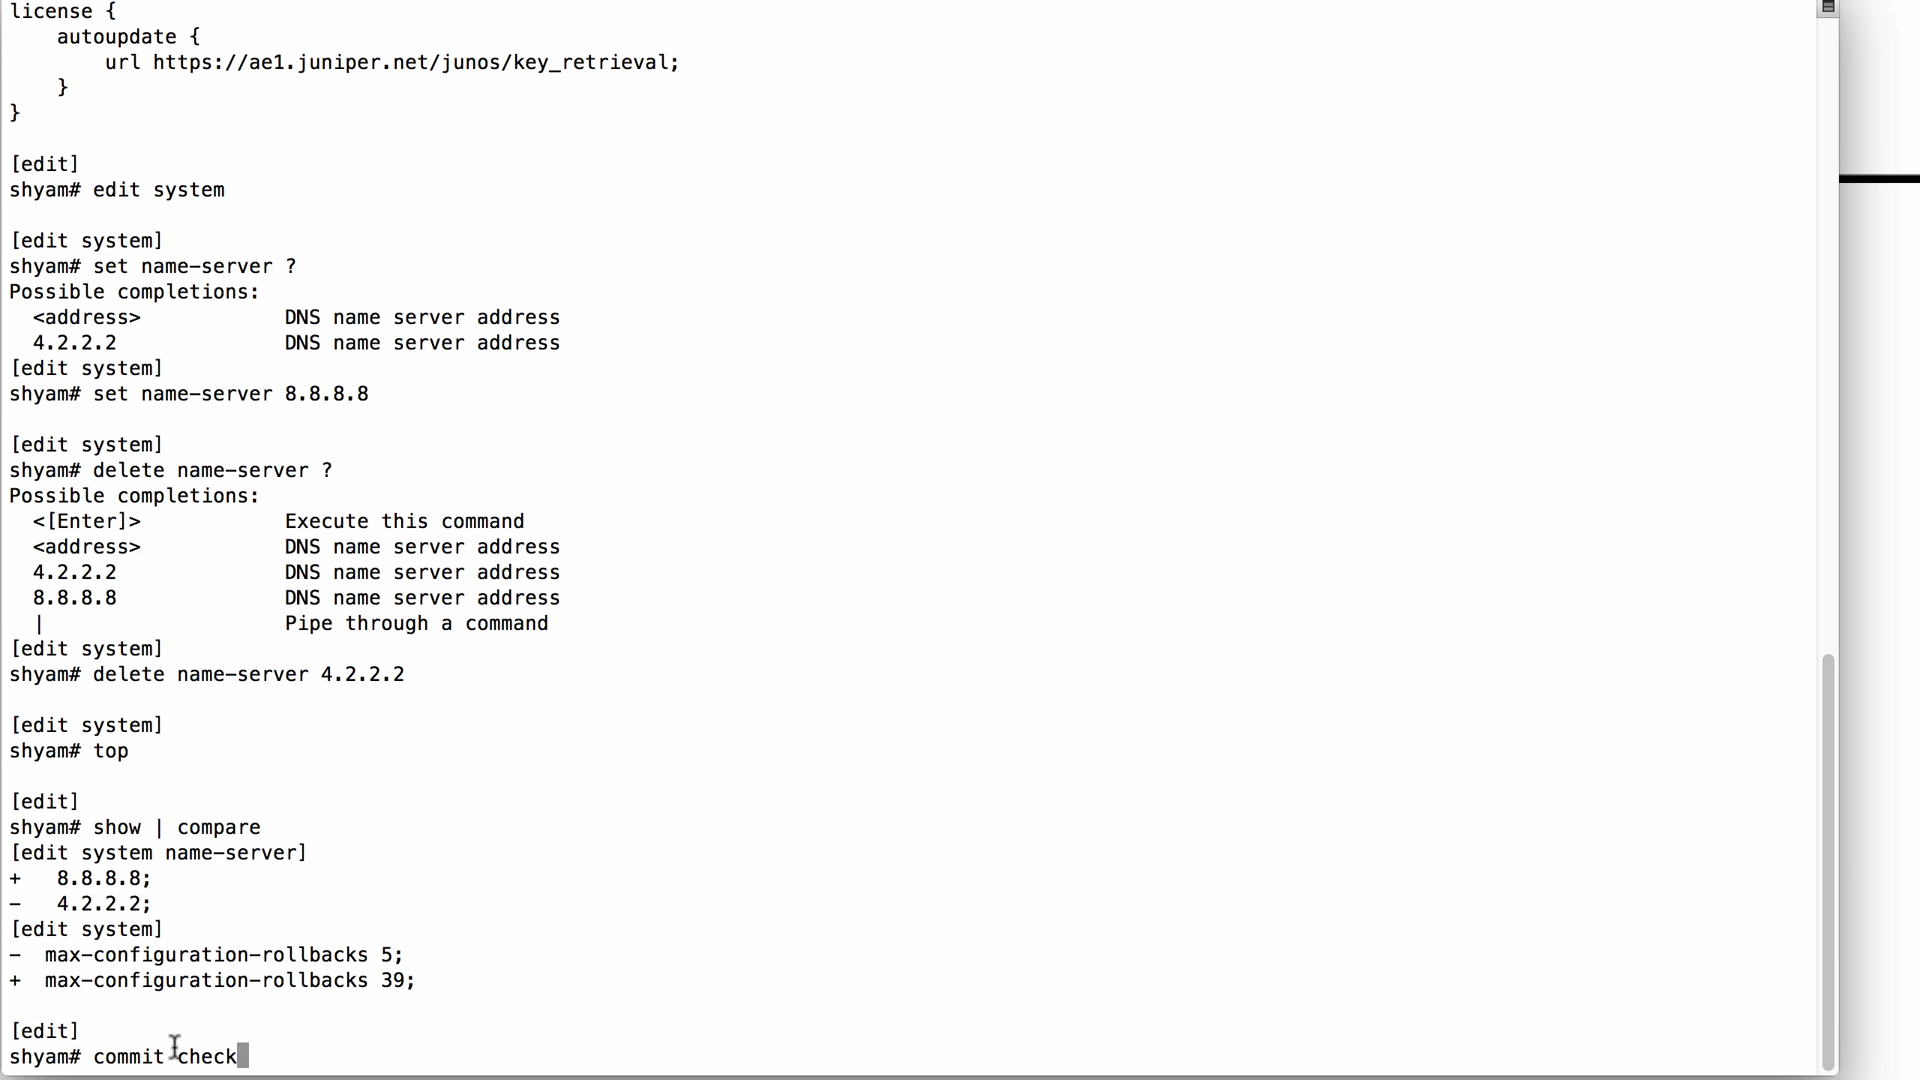 license {
    autoupdate {
        url https://ae1.juniper.net/junos/key_retrieval;
    }
}
[edit]
shyam# edit system
[edit system]
shyam# set name-server ?
Possible completions:
  <address>            DNS name server address
  4.2.2.2              DNS name server address
[edit system]
shyam# set name-server 8.8.8.8
[edit system]
shyam# delete name-server ?
Possible completions:
  <[Enter]>            Execute this command
  <address>            DNS name server address
  4.2.2.2              DNS name server address
  8.8.8.8              DNS name server address
  |                    Pipe through a command
[edit system]
shyam# delete name-server 4.2.2.2
[edit system]
shyam# top
[edit]
shyam# show | compare
[edit system name-server]
+   8.8.8.8;
-   4.2.2.2;
[edit system]
-  max-configuration-rollbacks 5;
+  max-configuration-rollbacks 39;
[edit]
shyam# commit check